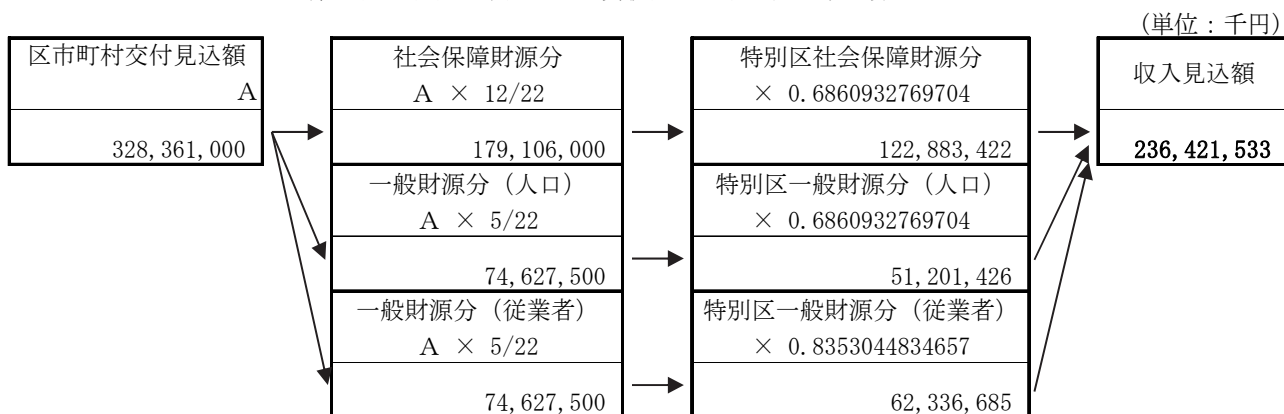 (単位：千円)
区市町村交付見込額
A
328,361,000
社会保障財源分
A × 12/22
179,106,000
特別区社会保障財源分
× 0.6860932769704
122,883,422
収入見込額
236,421,533
一般財源分（人口）
A × 5/22
74,627,500
特別区一般財源分（人口）
× 0.6860932769704
51,201,426
一般財源分（従業者）
A × 5/22
74,627,500
特別区一般財源分（従業者）
× 0.8353044834657
62,336,685